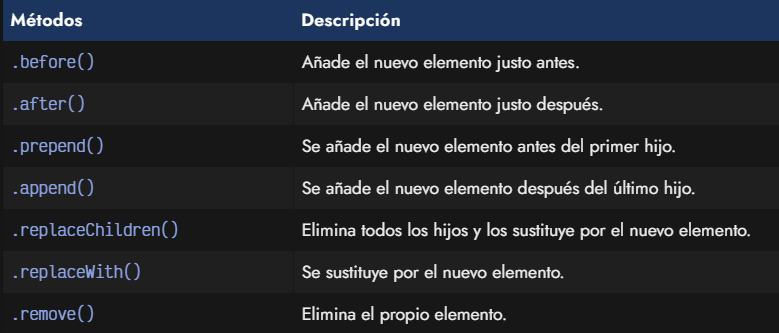 Métodos Descripción
.before() Añade el nuevo elemento justo antes.
.after() Añade el nuevo elemento justo después.
.prepend() Se añade el nuevo elemento antes del primer hijo.
.append() Se añade el nuevo elemento después del último hijo.
.replaceChildren() Elimina todos los hijos y los sustituye por el nuevo elemento.
.replaceWith() Se sustituye por el nuevo elemento.
.remove() Elimina el propio elemento.